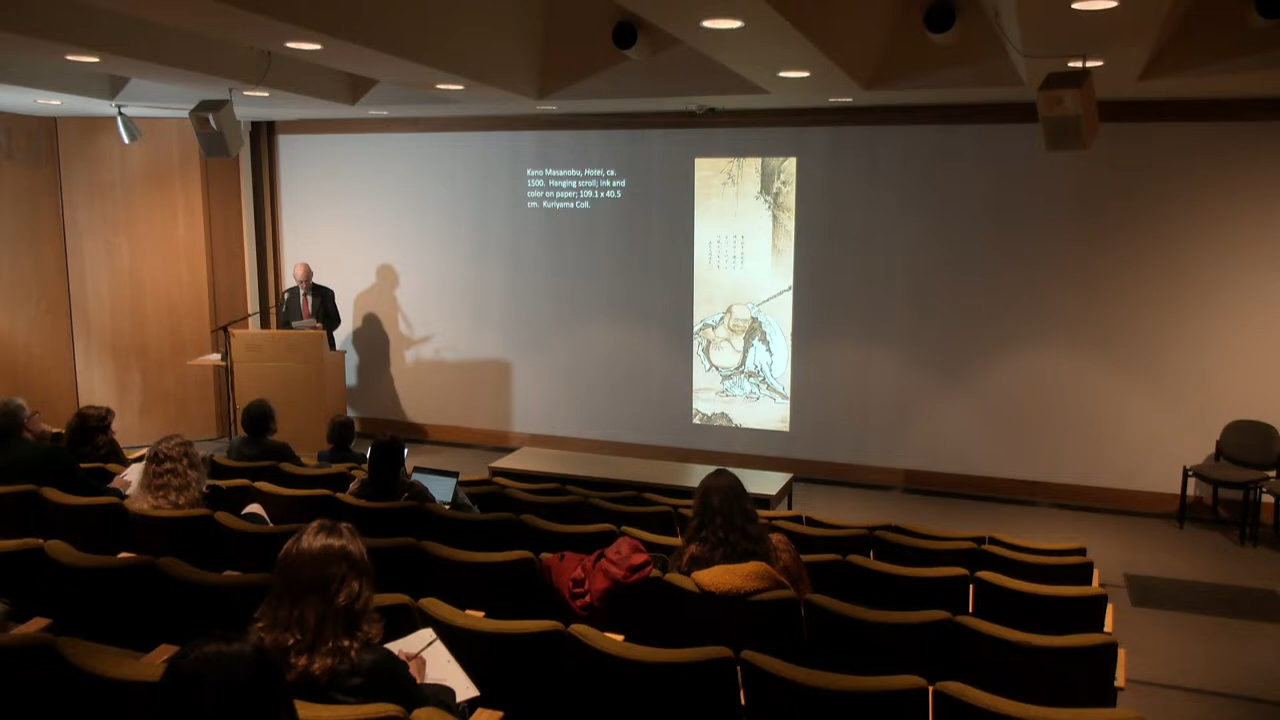 Kano Masanobu, Hotei, ca.
1500. Hanging scroll; ink and
color on paper; 109.1 x 40.5
cm. Kuriyama Coll.